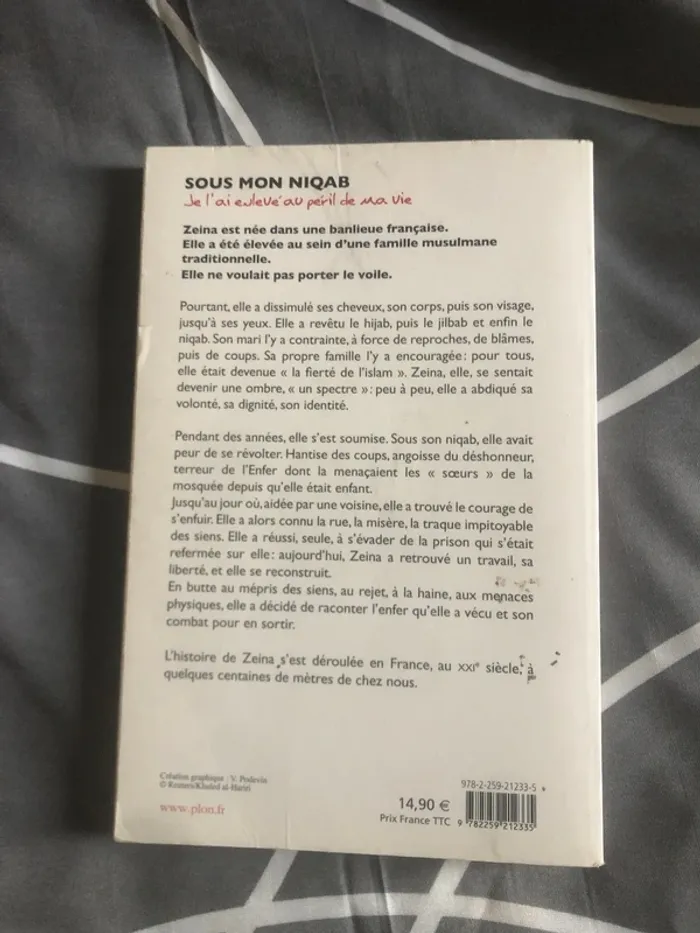 SOUS MON NIQAB
Je l'ai enlevé au péril de ma vie
Zeina est née dans une banlieue française.
Elle a été élevée au sein d'une famille musulmane
traditionnelle.
Elle ne voulait pas porter le voile.
Pourtant, elle a dissimulé ses cheveux, son corps, puis son visage,
jusqu'à ses yeux. Elle a revêtu le hijab, puis le jilbab et enfin le
niqab. Son mari l'y a contrainte, à force de reproches, de blâmes,
puis de coups. Sa propre famille l'y a encouragée : pour tous,
elle était devenue « la fierté de l'islam ». Zeina, elle, se sentait
devenir une ombre, « un spectre » : peu à peu, elle a abdiqué sa
volonté, sa dignité, son identité.
Pendant des années, elle s'est soumise. Sous son niqab, elle avait
peur de se révolter. Hantise des coups, angoisse du déshonneur,
terreur de l'Enfer dont la menaçaient les « sœurs » de la
mosquée depuis qu'elle était enfant.
Jusqu'au jour où, aidée par une voisine, elle a trouvé le courage de
s'enfuir. Elle a alors connu la rue, la misère, la traque impitoyable
des siens. Elle a réussi, seule, à s'évader de la prison qui s'était
refermée sur elle : aujourd'hui, Zeina a retrouvé un travail, sa
liberté, et elle se reconstruit.
En butte au mépris des siens, au rejet, à la haine, aux menaces
physiques, elle a décidé de raconter l'enfer qu'elle a vécu et son
combat pour en sortir.
L'histoire de Zeina s'est déroulée en France, au XXIe siècle, à
quelques centaines de mètres de chez nous.
Création graphique : V. Podevin
© Reuters/Khaled al-Hariri
www.plon.fr
978-2-259-21233-5
14,90 €
Prix France TTC
9 782259 212335